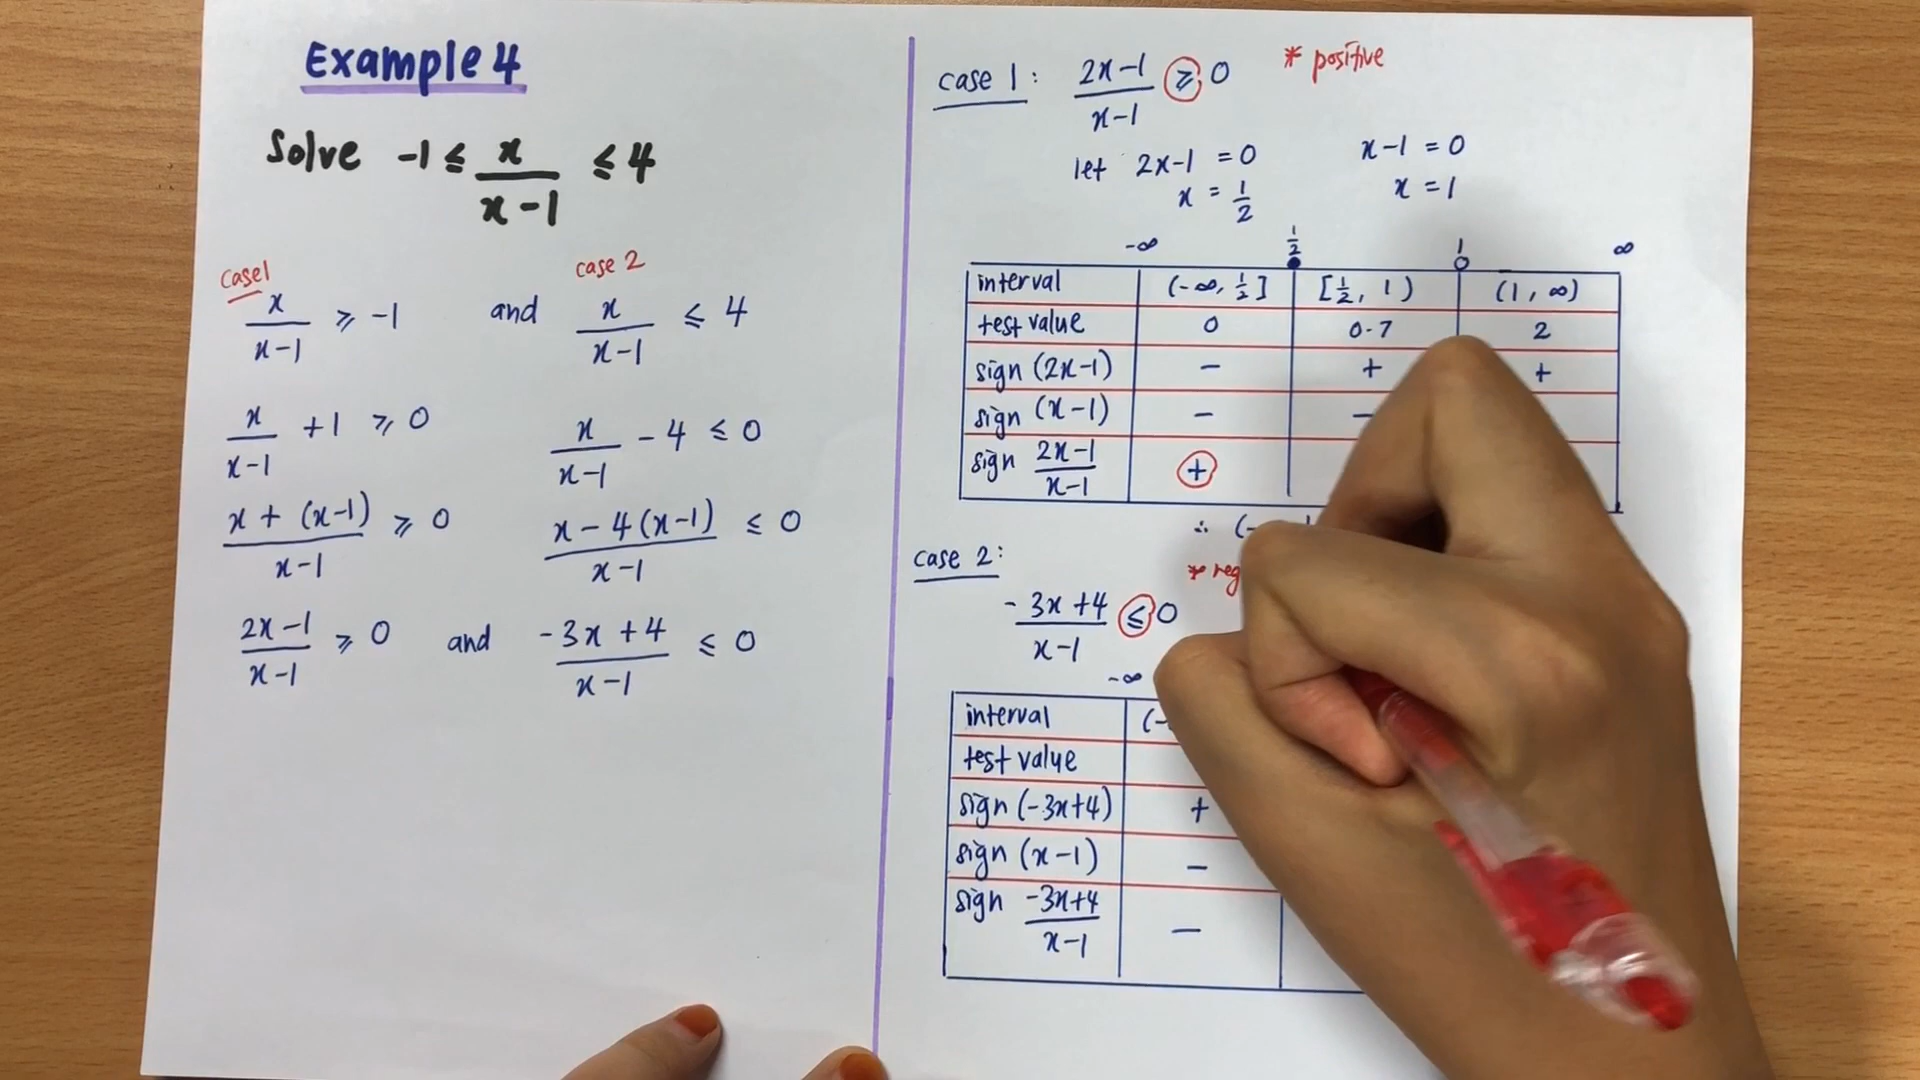 Example 4
Solve -1 ≤ x/(x-1) ≤ 4
case1 case 2
x/(x-1) ≥ -1 and x/(x-1) ≤ 4
x/(x-1) +1 ≥ 0 x/(x-1) - 4 ≤ 0
(x + (x-1))/(x-1) ≥ 0 (x - 4(x-1))/(x-1) ≤ 0
(2x-1)/(x-1) ≥ 0 and (-3x+4)/(x-1) ≤ 0
case 1: (2x-1)/(x-1) ≥ 0 * positive
let 2x-1 = 0 x-1 = 0
x = 1/2 x = 1
-∞ 1/2 1 ∞
interval (-∞, 1/2] [1/2, 1) (1, ∞)
test value 0 0.7 2
sign (2x-1) - + +
sign (x-1) - -
sign (2x-1)/(x-1) +
∴ (-
case 2:
(-3x+4)/(x-1) ≤ 0
-∞
interval (-
test value
sign (-3x+4) +
sign (x-1) -
sign (-3x+4)/(x-1) -